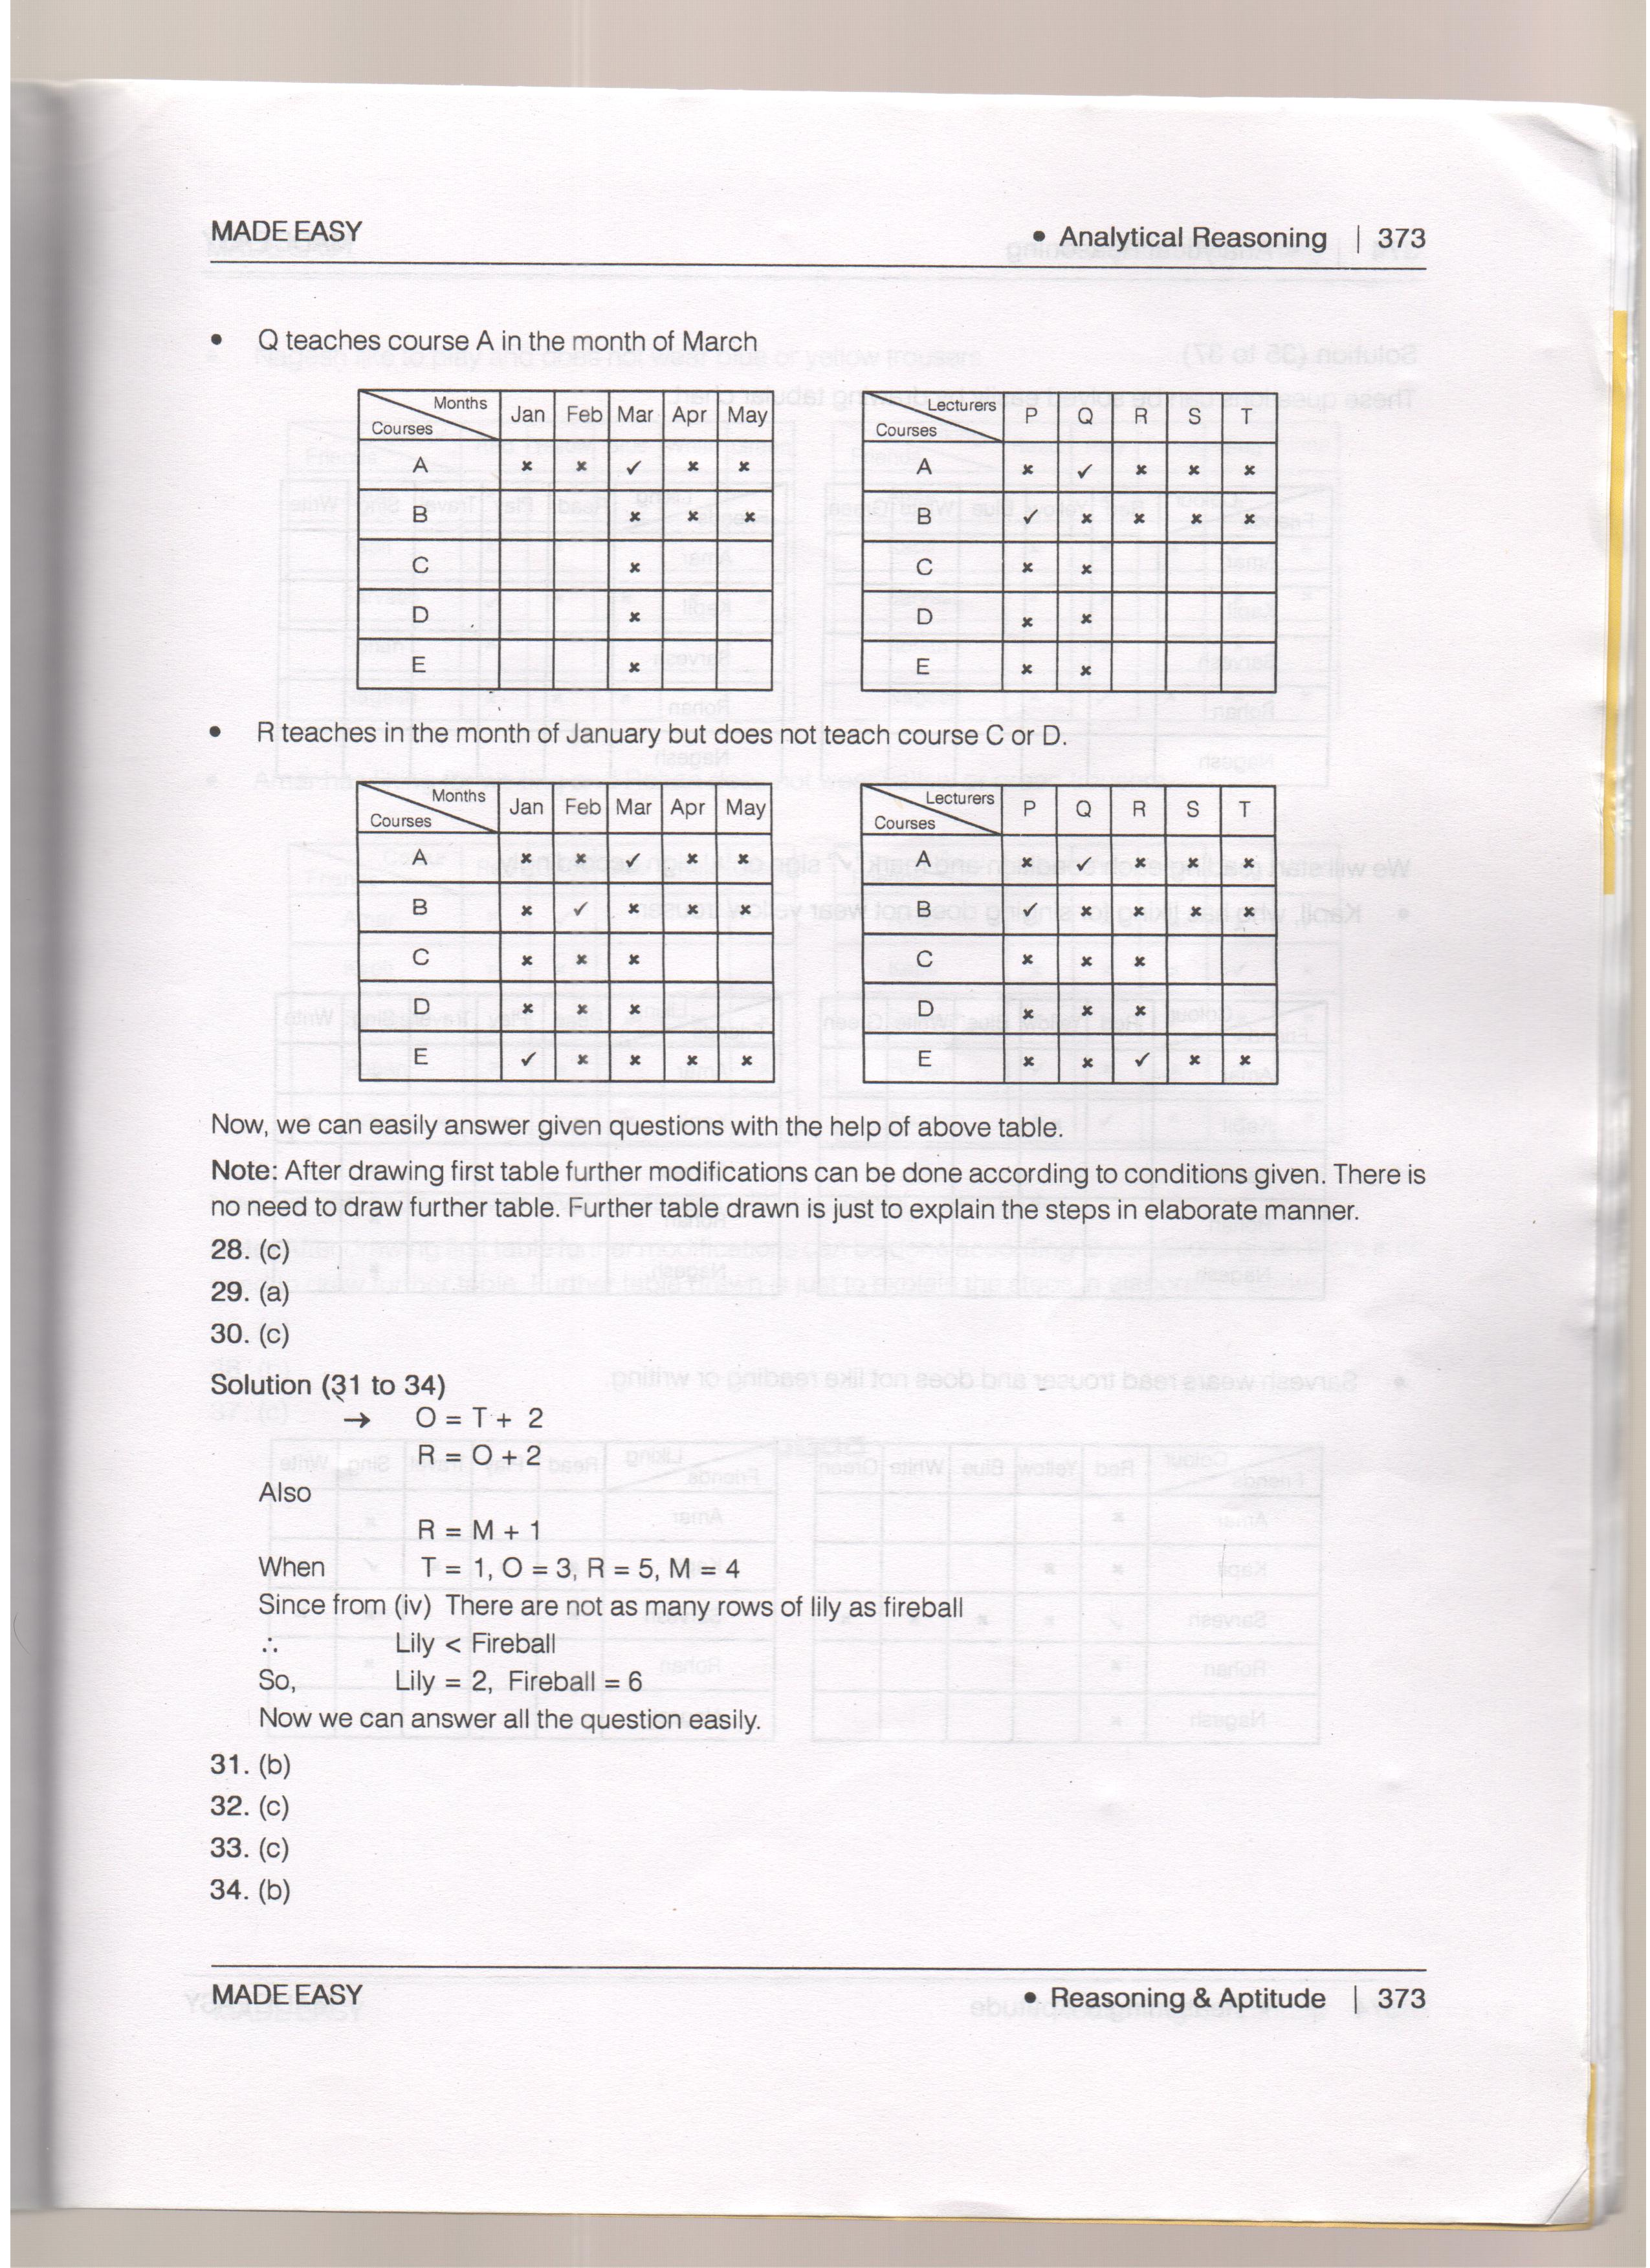 MADE EASY • Analytical Reasoning | 373
• Q teaches course A in the month of March
Months Jan Feb Mar Apr May
Courses
A × × ✓ × ×
B × × ×
C ×
D ×
E ×
Lecturers P Q R S T
Courses
A × ✓ × × ×
B ✓ × × × ×
C × ×
D × ×
E × ×
• R teaches in the month of January but does not teach course C or D.
Months Jan Feb Mar Apr May
Courses
A × × ✓ × ×
B × ✓ × × ×
C × × ×
D × × ×
E ✓ × × × ×
Lecturers P Q R S T
Courses
A × ✓ × × ×
B ✓ × × × ×
C × × ×
D × × ×
E × × ✓ × ×
Now, we can easily answer given questions with the help of above table.
Note: After drawing first table further modifications can be done according to conditions given. There is
no need to draw further table. Further table drawn is just to explain the steps in elaborate manner.
28. (c)
29. (a)
30. (c)
Solution (31 to 34)
→ O = T + 2
R = O + 2
Also
R = M + 1
When T = 1, O = 3, R = 5, M = 4
Since from (iv) There are not as many rows of lily as fireball
∴ Lily < Fireball
So, Lily = 2, Fireball = 6
Now we can answer all the question easily.
31. (b)
32. (c)
33. (c)
34. (b)
MADE EASY • Reasoning & Aptitude | 373